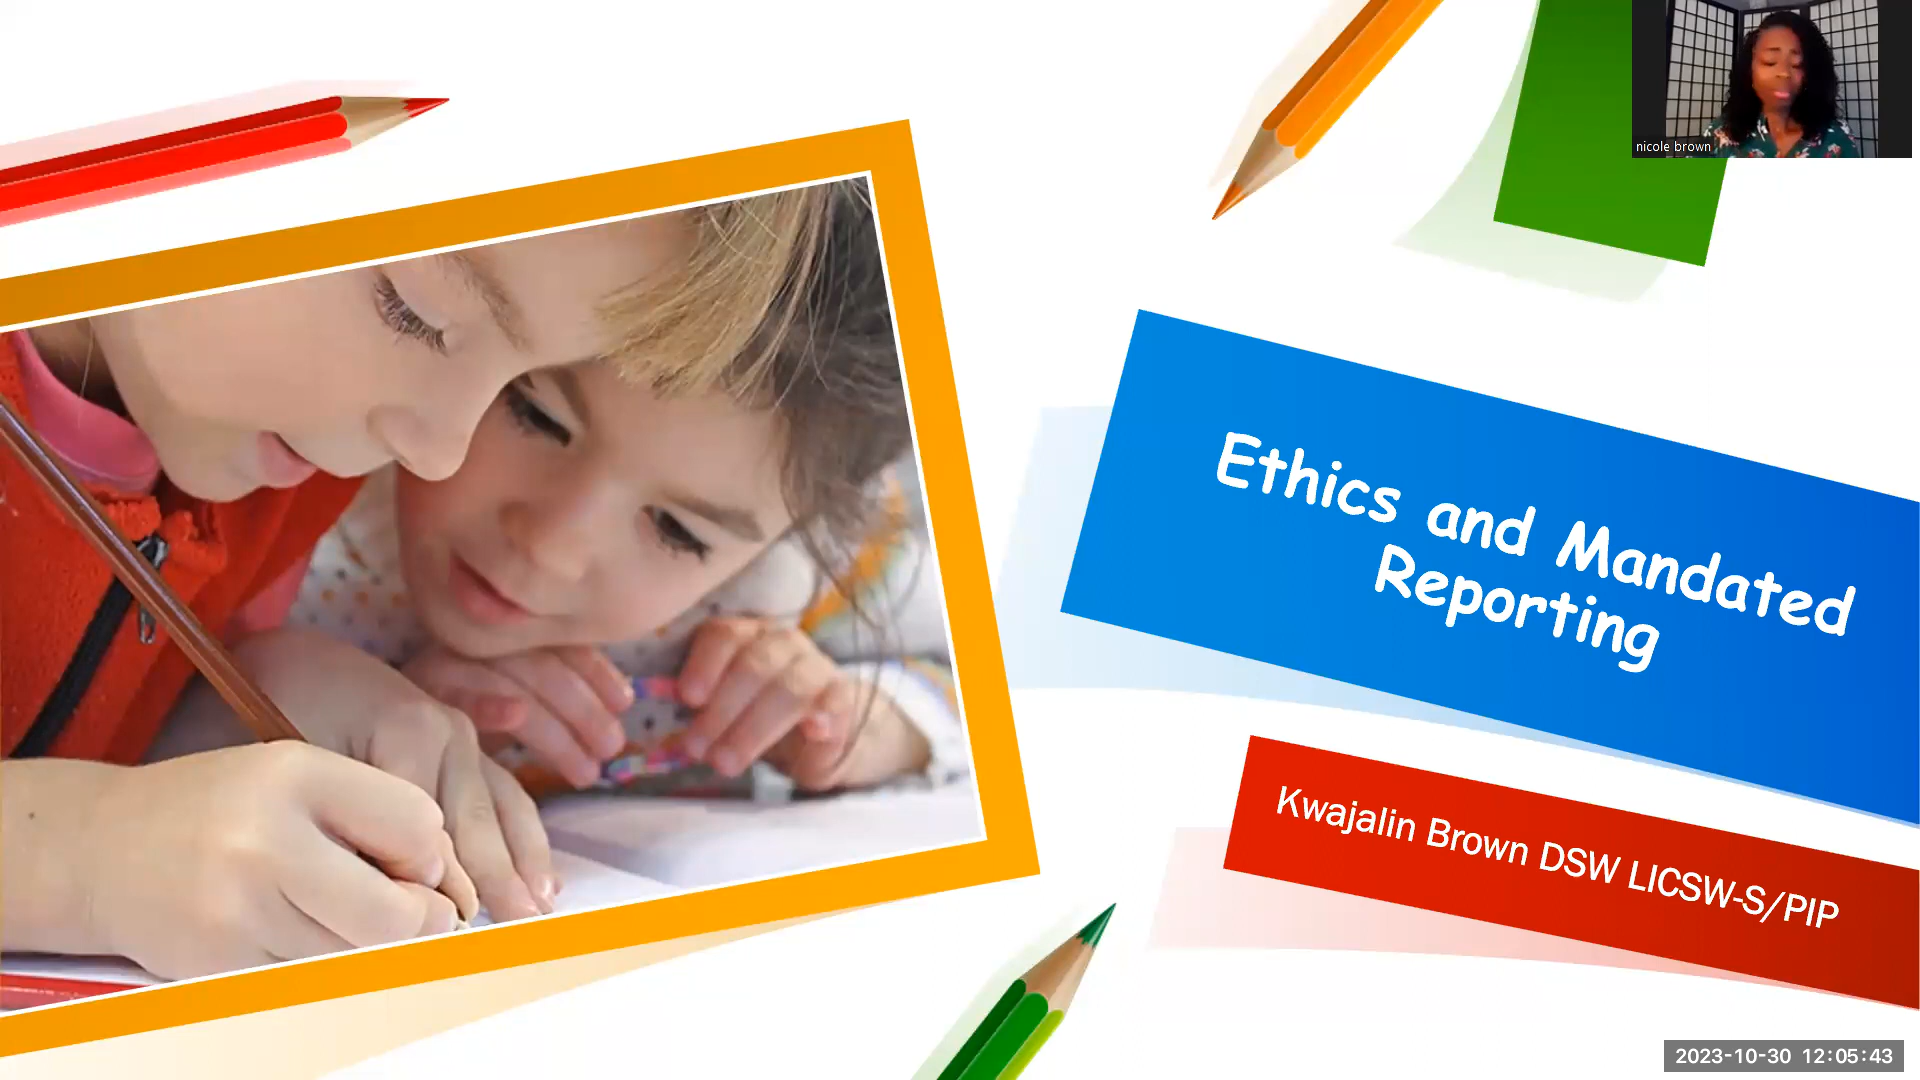 nicole brown
Ethics and Mandated
Reporting
Kwajalin Brown DSW LICSW-S/PIP
2023-10-30 12:05:43